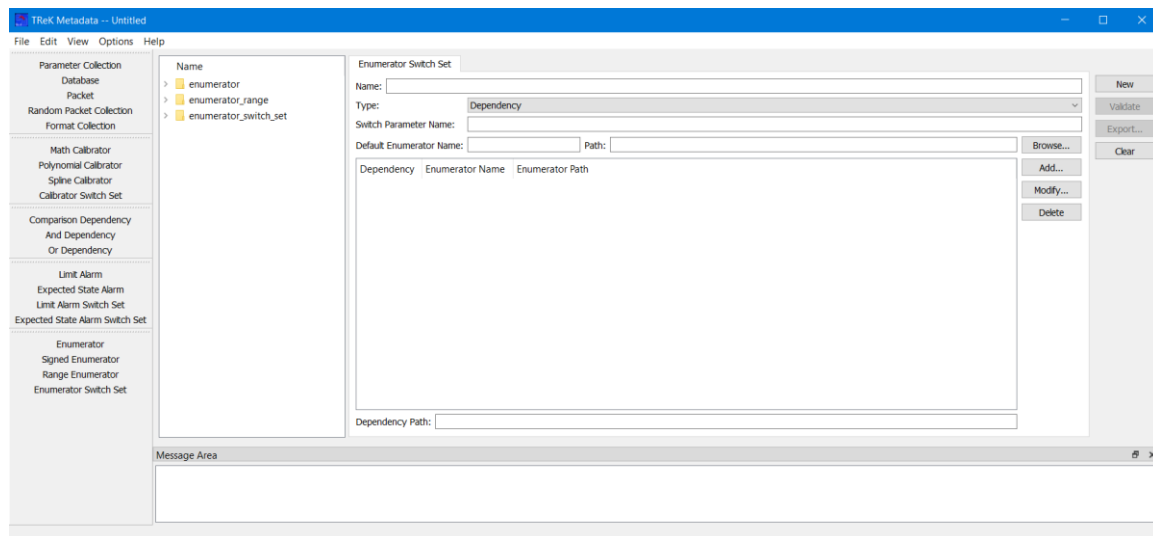 TReK Metadata -- Untitled
File Edit View Options Help
Parameter Collection
Database
Packet
Random Packet Collection
Format Collection
Math Calibrator
Polynomial Calibrator
Spline Calibrator
Calibrator Switch Set
Comparison Dependency
And Dependency
Or Dependency
Limit Alarm
Expected State Alarm
Limit Alarm Switch Set
Expected State Alarm Switch Set
Enumerator
Signed Enumerator
Range Enumerator
Enumerator Switch Set
Name
enumerator
enumerator_range
enumerator_switch_set
Enumerator Switch Set
Name:
Type: Dependency
Switch Parameter Name:
Default Enumerator Name: Path: Browse...
Dependency Enumerator Name Enumerator Path
Add...
Modify...
Delete
Dependency Path:
New
Validate
Export...
Clear
Message Area